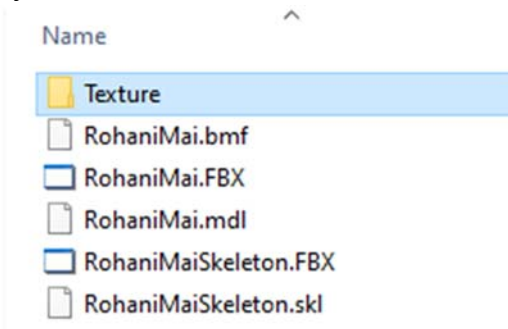 Name
Texture
RohaniMai.bmf
RohaniMai.FBX
RohaniMai.mdl
RohaniMaiSkeleton.FBX
RohaniMaiSkeleton.skl